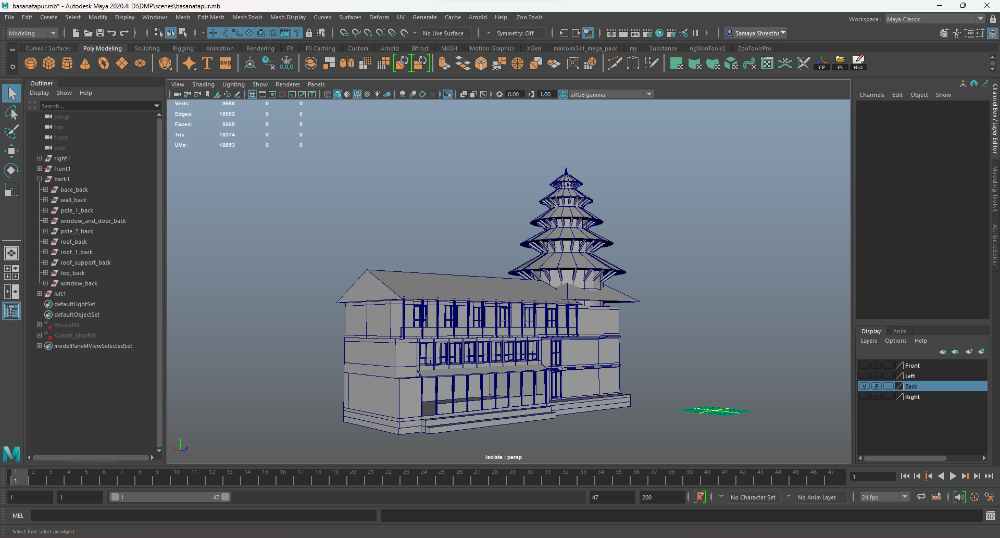 basanatapur.mb* - Autodesk Maya 2020.4: D:\DMP\scenes\basanatapur.mb
File Edit Create Select Modify Display Windows Mesh Edit Mesh Mesh Tools Mesh Display Curves Surfaces Deform UV Generate Cache Arnold Help Zoo Tools
Workspace : Maya Classic
Modeling No Live Surface Symmetry: Off Samaya Shrestha
Curves / Surfaces Poly Modeling Sculpting Rigging Animation Rendering FX FX Caching Custom Arnold Bifrost MASH Motion Graphics XGen malcolm341_mega_pack my Substance ngSkinTools2 ZooToolsPro
T svg 0,0,0 CP ES Hist
Outliner
Display Show Help
Search...
persp
top
front
side
right1
front1
back1
base_back
wall_back
pole_1_back
window_and_door_back
pole_2_back
roof_back
roof_1_back
roof_support_back
top_back
window_back
left1
defaultLightSet
defaultObjectSet
HouseRN
Kumari_gharRN
modelPanel4ViewSelectedSet
View Shading Lighting Show Renderer Panels
0.00 1.00 ON sRGB gamma
Verts: 9668 0 0
Edges: 18552 0 0
Faces: 9260 0 0
Tris: 18374 0 0
UVs: 18853 0 0
y
x z
Isolate : persp
Channels Edit Object Show
Channel Box / Layer Editor
Modeling Toolkit
Attribute Editor
Display Anim
Layers Options Help
P Front
P Left
V P Back
P Right
1 2 3 4 5 6 7 8 9 10 11 12 13 14 15 16 17 18 19 20 21 22 23 24 25 26 27 28 29 30 31 32 33 34 35 36 37 38 39 40 41 42 43 44 45 46 47
1 1
1 1 1 47 47 200 No Character Set No Anim Layer 24 fps
MEL
Select Tool: select an object